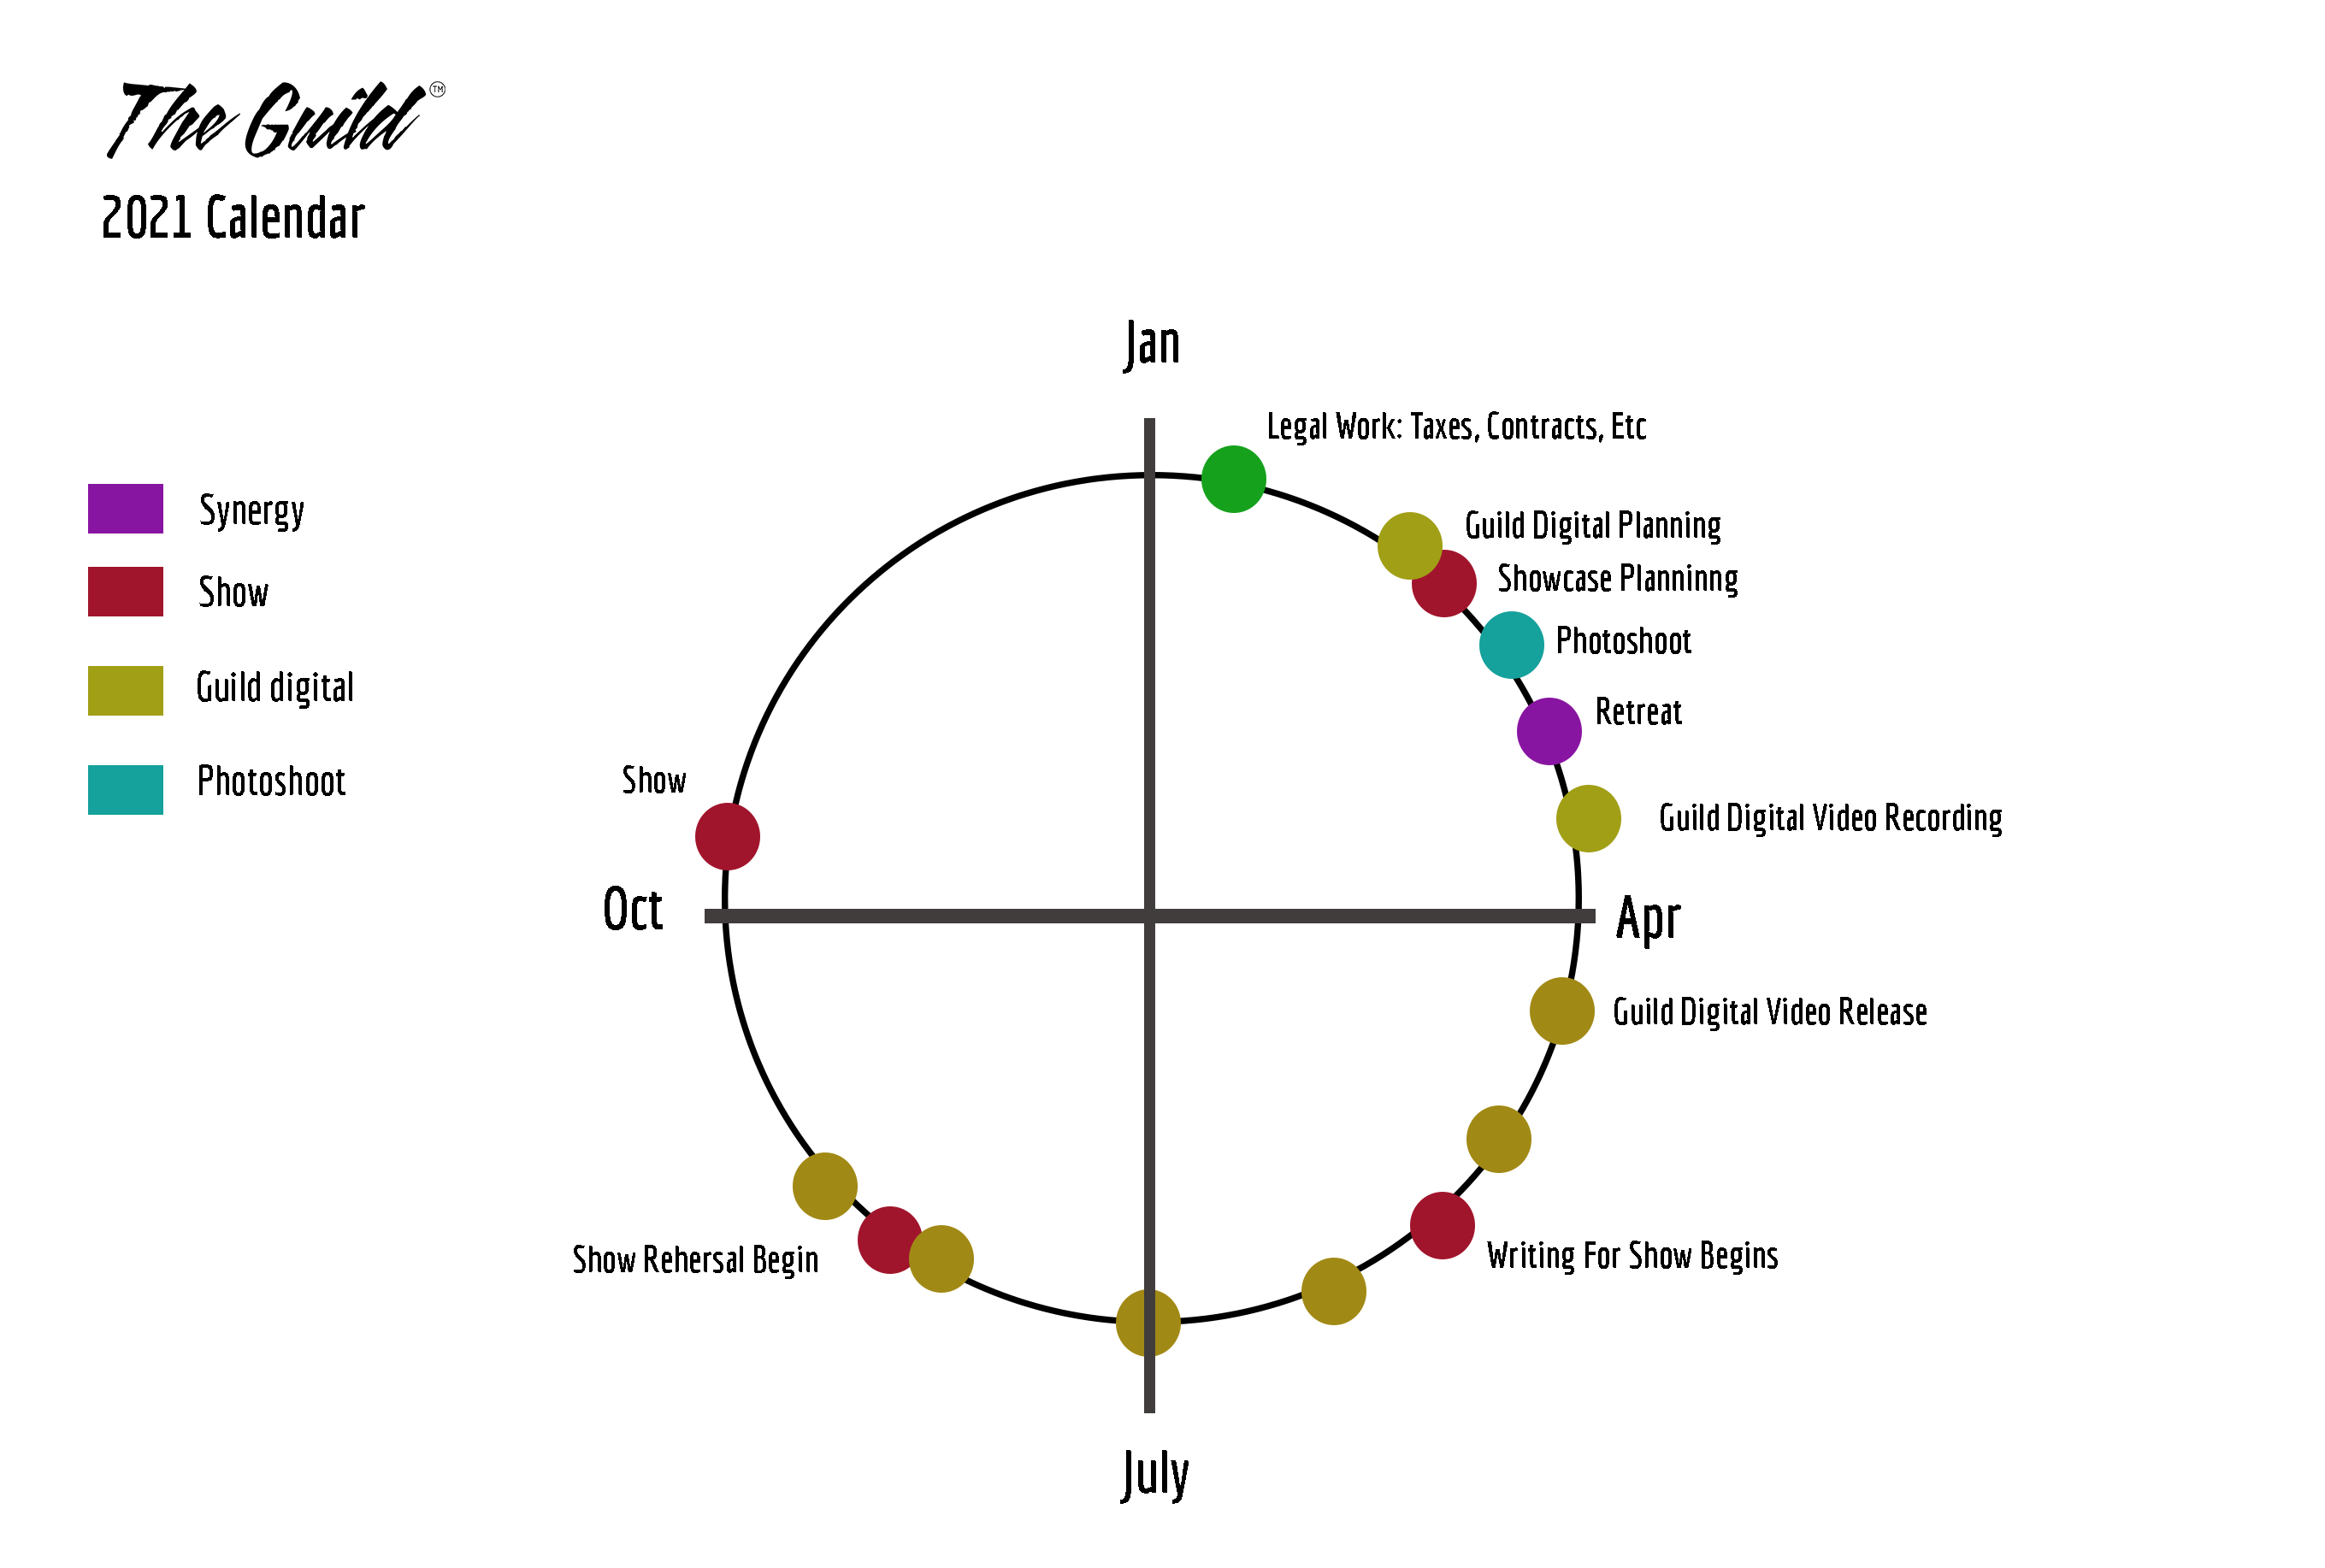 The Guild™
2021 Calendar
Jan
Legal Work: Taxes, Contracts, Etc
Guild Digital Planning
Showcase Planninng
Photoshoot
Retreat
Guild Digital Video Recording
Apr
Guild Digital Video Release
Writing For Show Begins
July
Show Rehersal Begin
Oct
Show
Synergy
Show
Guild digital
Photoshoot